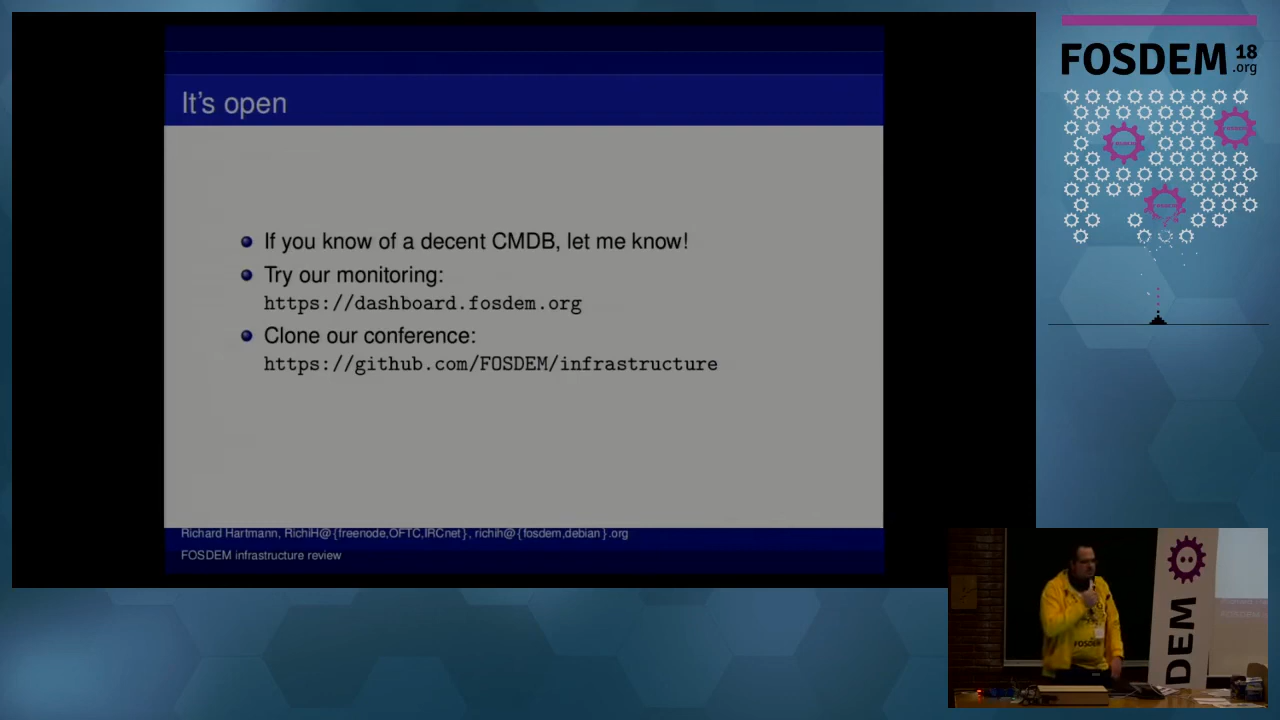 It's open
If you know of a decent CMDB, let me know!
Try our monitoring:
https://dashboard.fosdem.org
Clone our conference:
https://github.com/FOSDEM/infrastructure
Richard Hartmann, RichiH@{freenode,OFTC,IRCnet}, richih@{fosdem,debian}.org
FOSDEM infrastructure review
FOSDEM 18
.org
FOSDEM
DEM